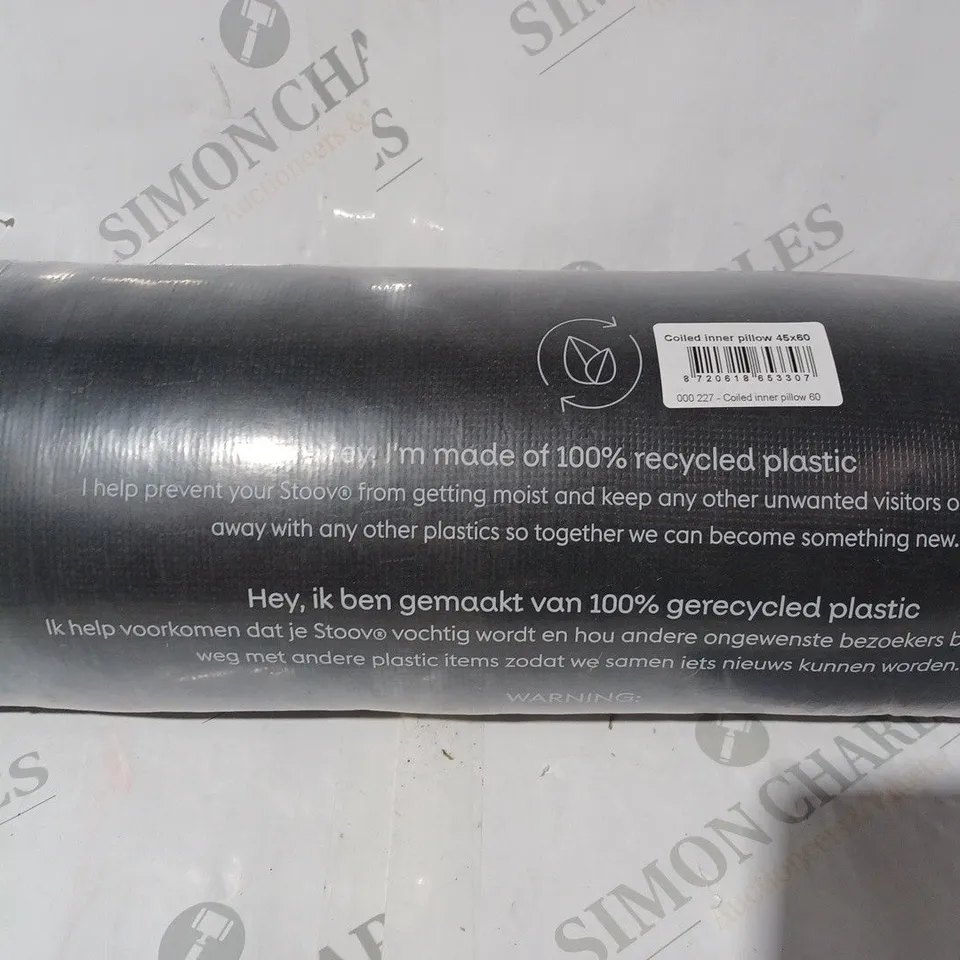 SIMON CHA
Auctioneers &
SIMON CHARLES
Coiled inner pillow 45x60
8 720618 653307
000 227 - Coiled inner pillow 60
Hey, I'm made of 100% recycled plastic
I help prevent your Stoov® from getting moist and keep any other unwanted visitors o
away with any other plastics so together we can become something new.
Hey, ik ben gemaakt van 100% gerecycled plastic
Ik help voorkomen dat je Stoov® vochtig wordt en hou andere ongewenste bezoekers b
weg met andere plastic items zodat we samen iets nieuws kunnen worden.
WARNING:
SIMON CHARLES
SIMON